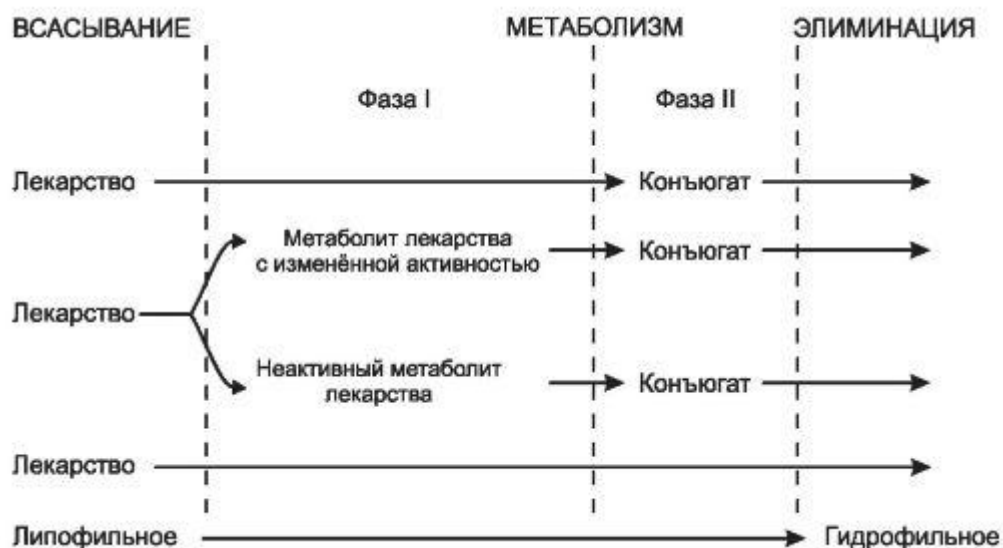 ВСАСЫВАНИЕ МЕТАБОЛИЗМ ЭЛИМИНАЦИЯ
Фаза I Фаза II
Лекарство Конъюгат
Метаболит лекарства
с изменённой активностью Конъюгат
Лекарство
Неактивный метаболит
лекарства Конъюгат
Лекарство
Липофильное Гидрофильное